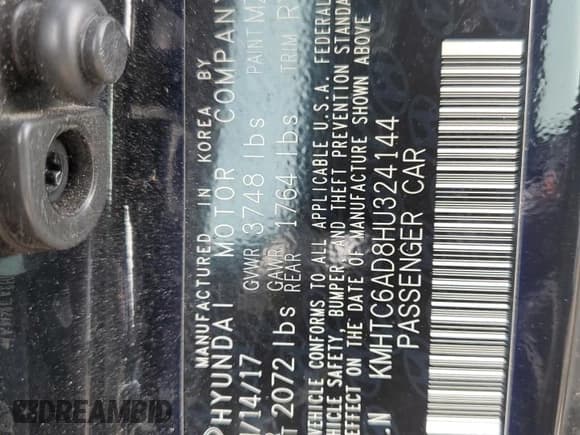 MANUFACTURED IN KOREA BY
HYUNDAI MOTOR COMPANY
/14/17 GVWR 3748 lbs PAINT
2072 lbs GAWR REAR 1764 lbs TRIM
VEHICLE CONFORMS TO ALL APPLICABLE U.S.A. FEDERAL
VEHICLE SAFETY, BUMPER, AND THEFT PREVENTION STANDA
EFFECT ON THE DATE OF MANUFACTURE SHOWN ABOVE
KMHTC6AD8HU324144
PASSENGER CAR
DREAMBID